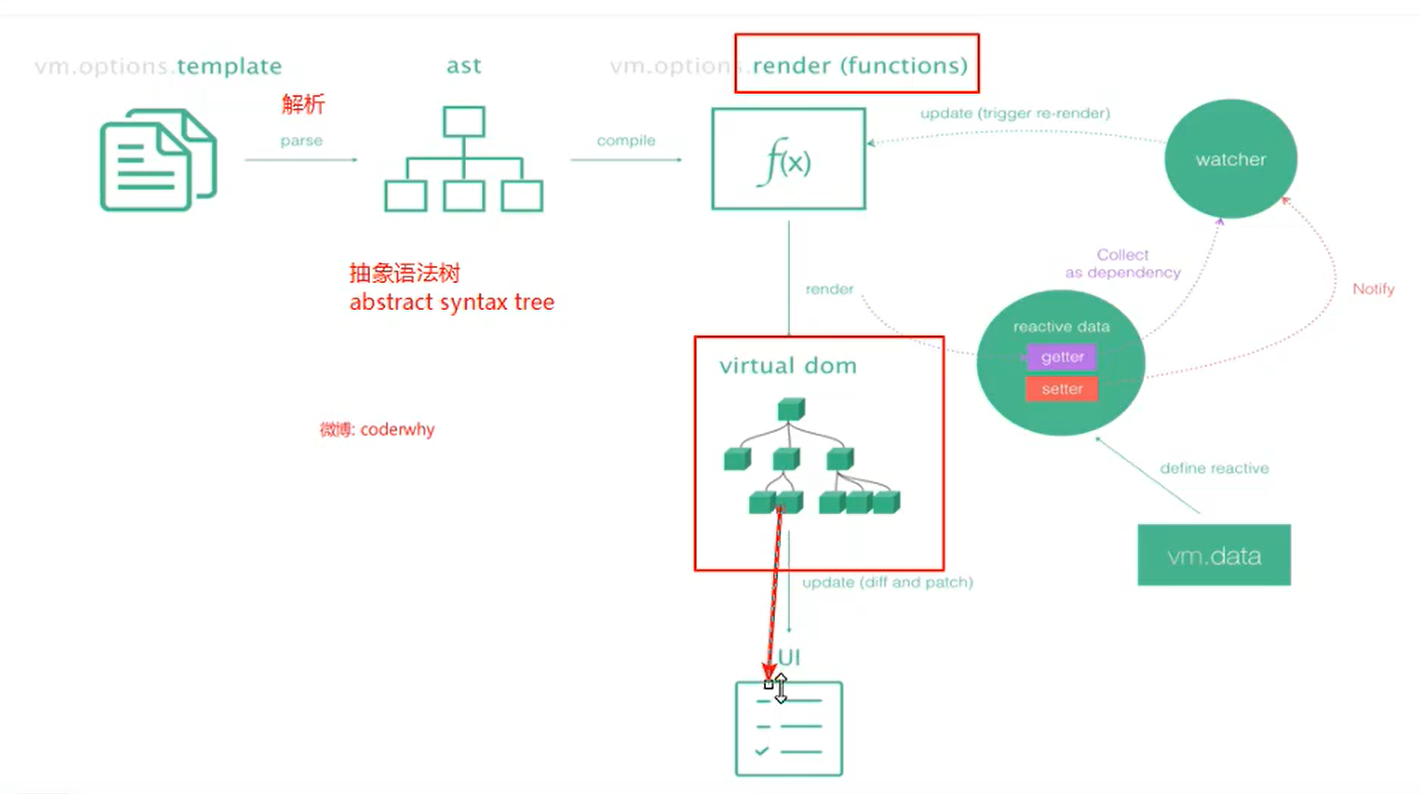 vm.options.template
ast
vm.options.render (functions)
解析
parse
compile
f(x)
update (trigger re-render)
watcher
抽象语法树
abstract syntax tree
Collect
as dependency
render
Notify
reactive data
getter
setter
virtual dom
微博: coderwhy
define reactive
vm.data
update (diff and patch)
UI